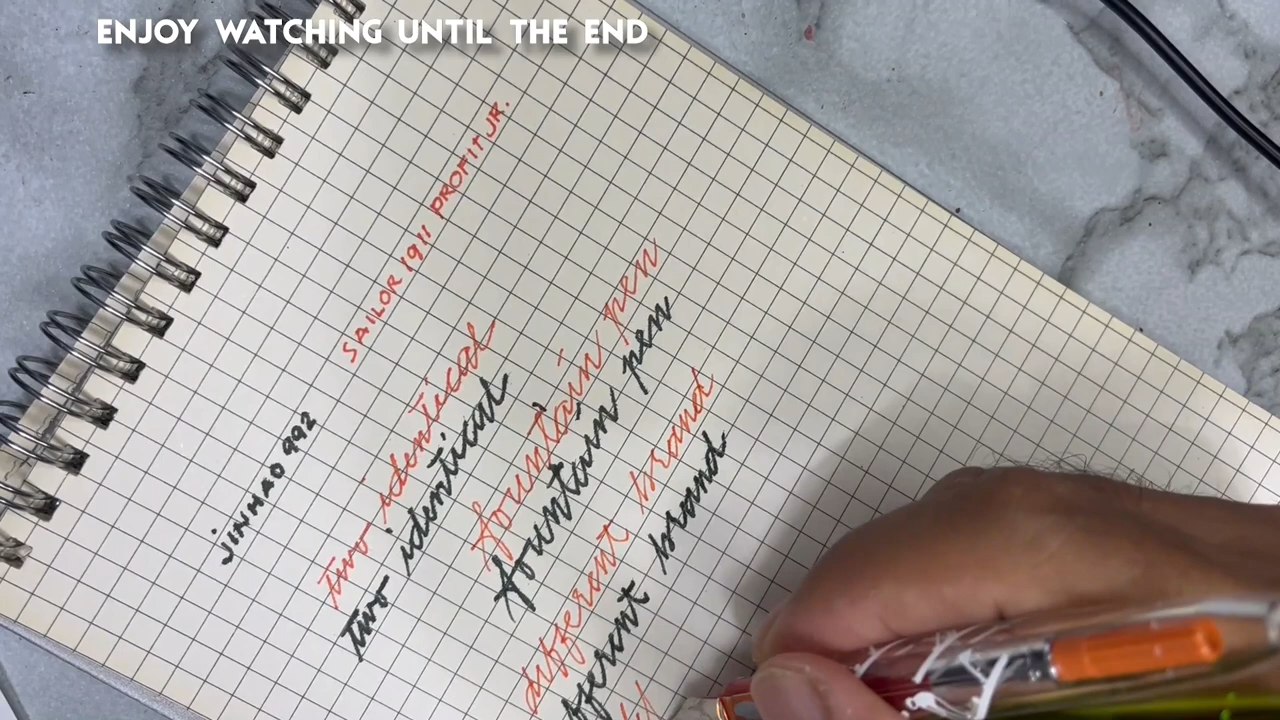 ENJOY WATCHING UNTIL THE END
SAILOR 1911 PROFIT JR.
JINHAO 992
two identical
two identical
fountain pen
fountain pen
different brand
brand